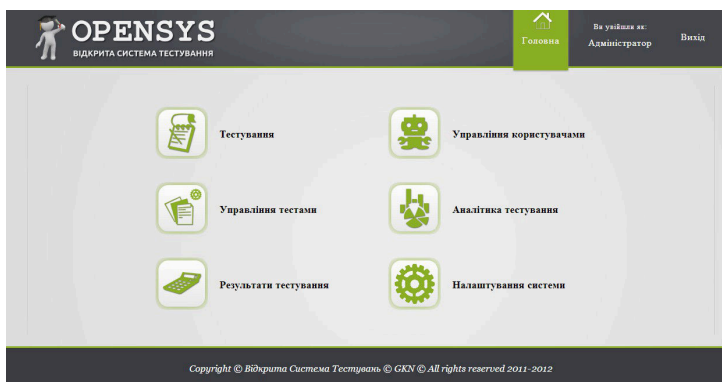 OPENSYS
ВІДКРИТА СИСТЕМА ТЕСТУВАННЯ
Головна
Ви увійшли як:
Адміністратор
Вихід
Тестування
Управління користувачами
Управління тестами
Аналітика тестування
Результати тестування
Налаштування системи
Copyright © Відкрита Система Тестувань © GKN © All rights reserved 2011-2012